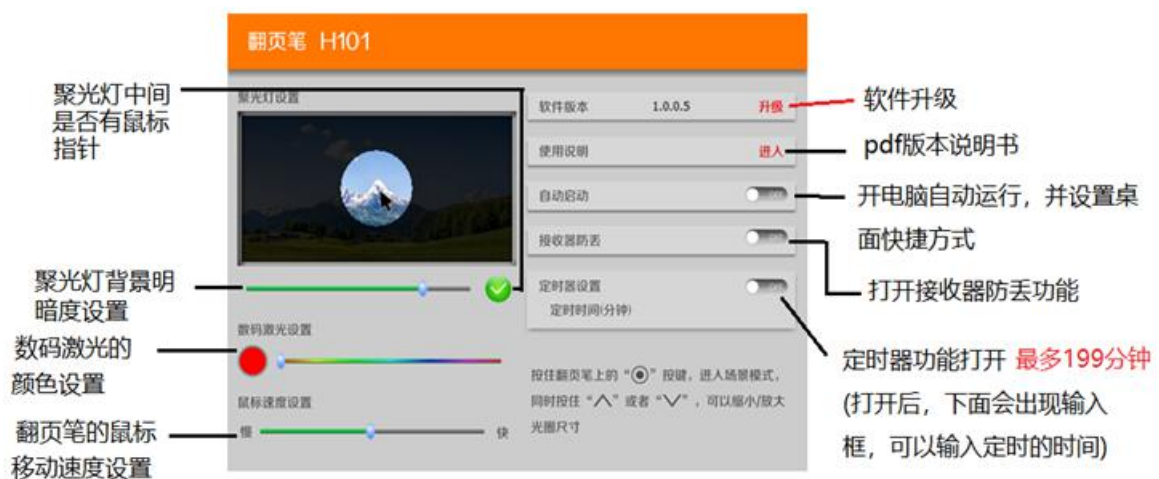 翻页笔 H101
聚光灯中间
是否有鼠标
指针
聚光灯设置
聚光灯背景明
暗度设置
数码激光设置
数码激光的
颜色设置
鼠标速度设置
慢
快
翻页笔的鼠标
移动速度设置
软件版本 1.0.0.5 升级
软件升级
使用说明 进入
pdf版本说明书
自动启动
开电脑自动运行，并设置桌
面快捷方式
接收器防丢
打开接收器防丢功能
定时器设置
定时时间(分钟)
定时器功能打开 最多199分钟
(打开后，下面会出现输入
框，可以输入定时的时间)
按住翻页笔上的“◉”按键，进入场景模式，
同时按住“∧”或者“∨”，可以缩小/放大
光圈尺寸